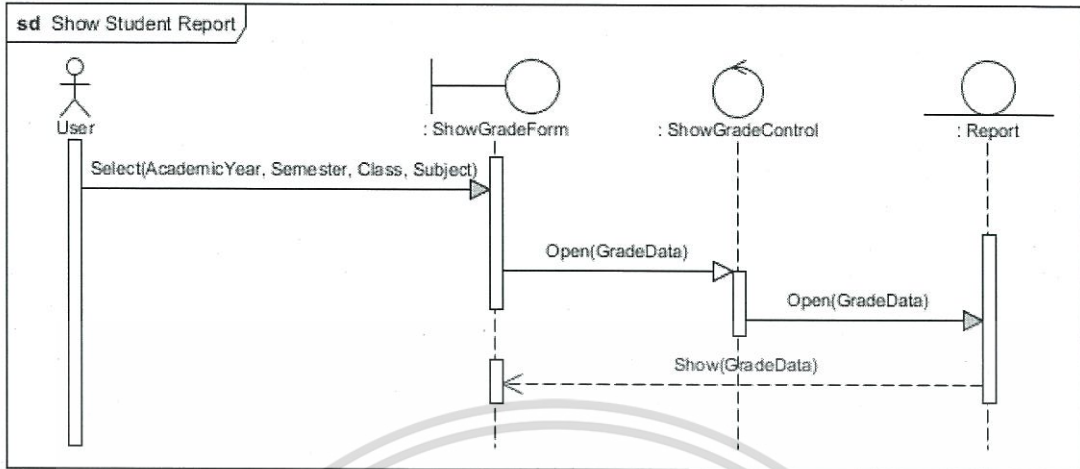 sd Show Student Report
User
: ShowGradeForm
: ShowGradeControl
: Report
Select(AcademicYear, Semester, Class, Subject)
Open(GradeData)
Open(GradeData)
Show(GradeData)